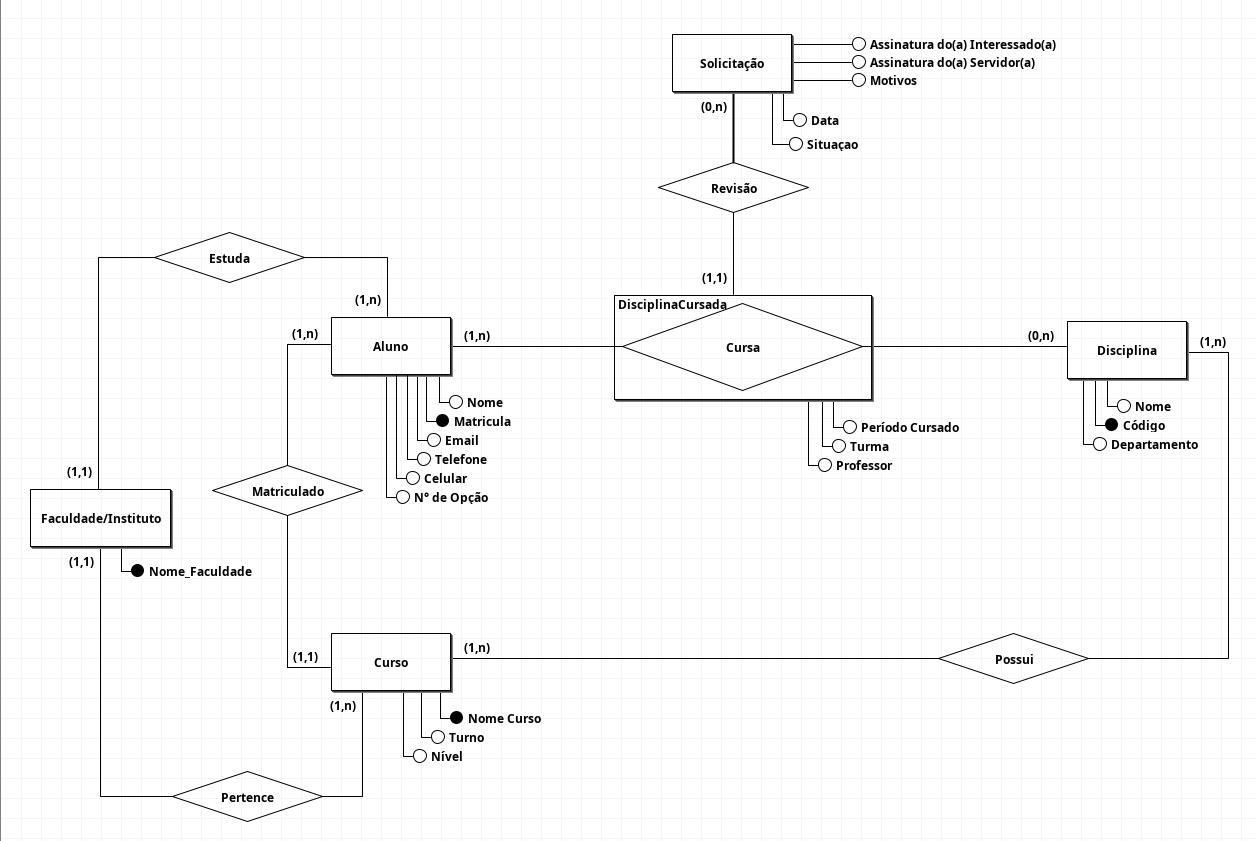 Solicitação
Assinatura do(a) Interessado(a)
Assinatura do(a) Servidor(a)
Motivos
(0,n)
Data
Situaçao
Revisão
Estuda
(1,1)
(1,n)
DisciplinaCursada
(1,n)
Aluno
(1,n)
Cursa
(0,n)
Disciplina
(1,n)
Nome
Matricula
Email
Telefone
Celular
N° de Opção
Período Cursado
Turma
Professor
Nome
Código
Departamento
(1,1)
Matriculado
Faculdade/Instituto
(1,1)
Nome_Faculdade
(1,1)
Curso
(1,n)
Possui
(1,n)
Nome Curso
Turno
Nível
Pertence